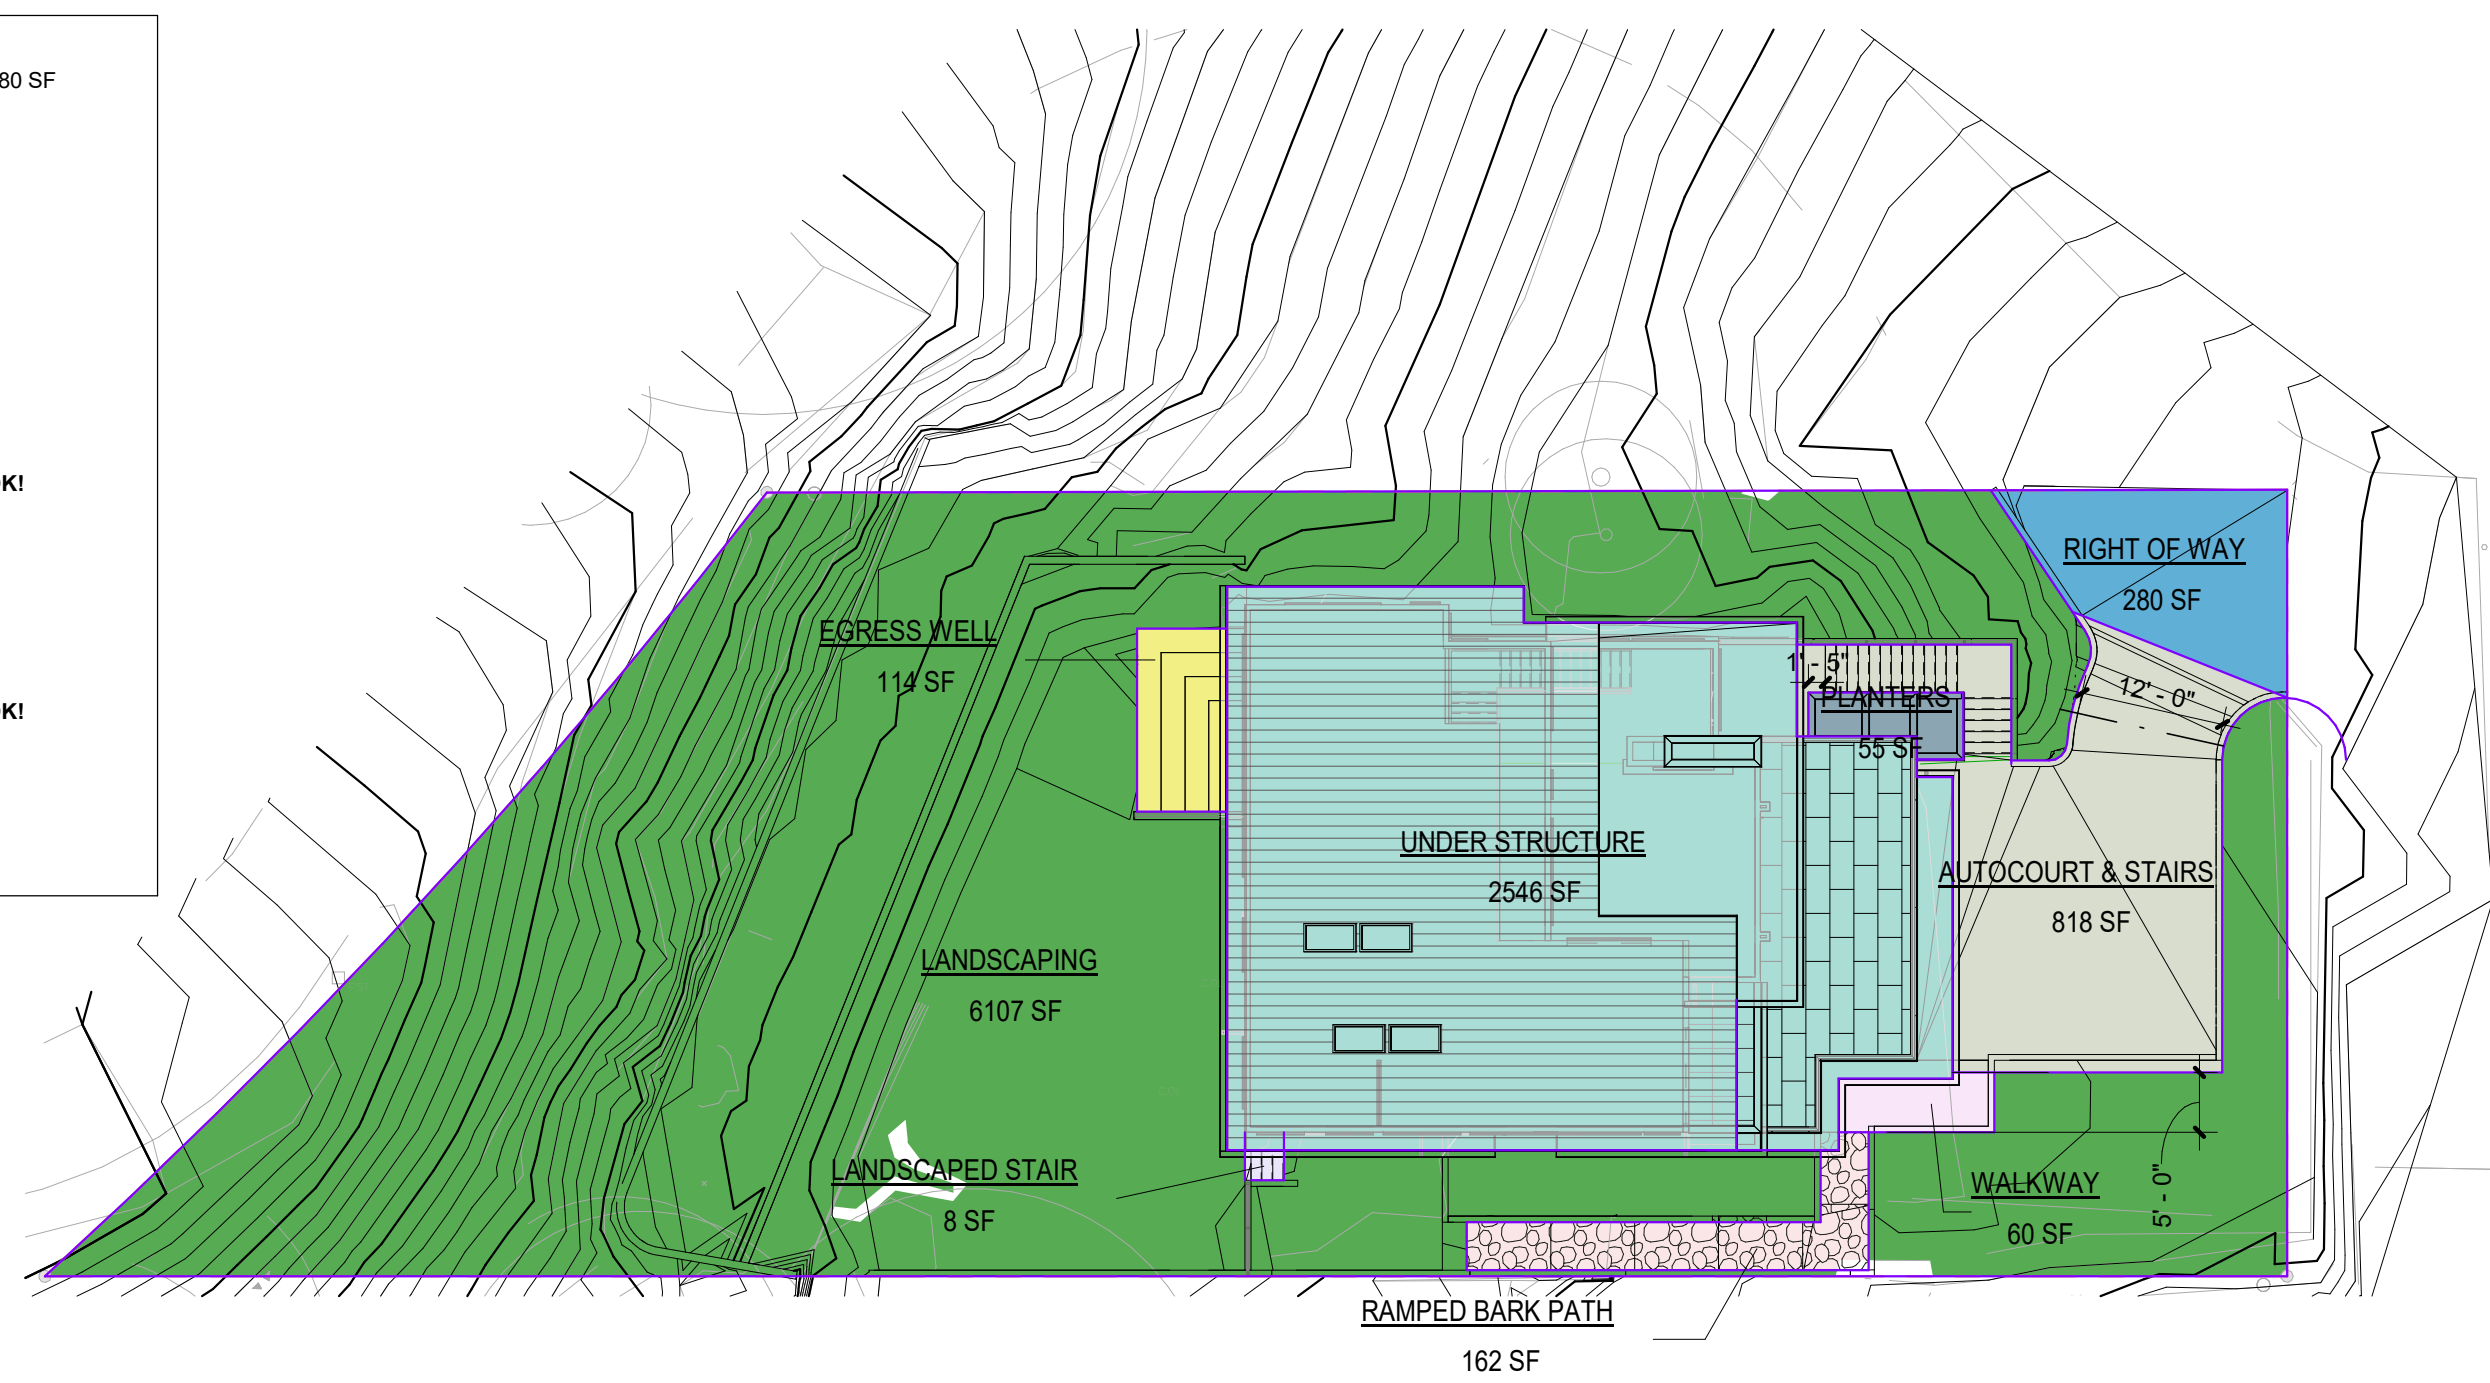 80 SF
OK!
OK!
RIGHT OF WAY
280 SF
EGRESS WELL
114 SF
1' - 5"
PLANTERS
55 SF
12' - 0"
UNDER STRUCTURE
2546 SF
AUTOCOURT & STAIRS
818 SF
LANDSCAPING
6107 SF
LANDSCAPED STAIR
8 SF
WALKWAY
60 SF
5' - 0"
RAMPED BARK PATH
162 SF